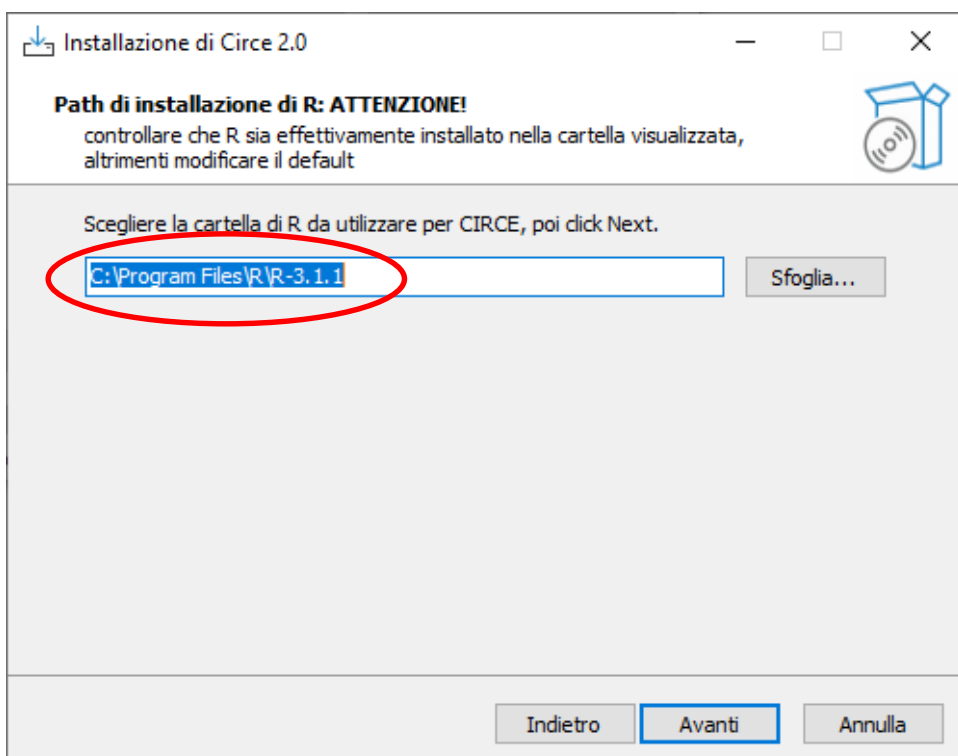 Installazione di Circe 2.0
Path di installazione di R: ATTENZIONE!
controllare che R sia effettivamente installato nella cartella visualizzata,
altrimenti modificare il default
Scegliere la cartella di R da utilizzare per CIRCE, poi click Next.
C:\Program Files\R\R-3.1.1
Sfoglia...
Indietro
Avanti
Annulla